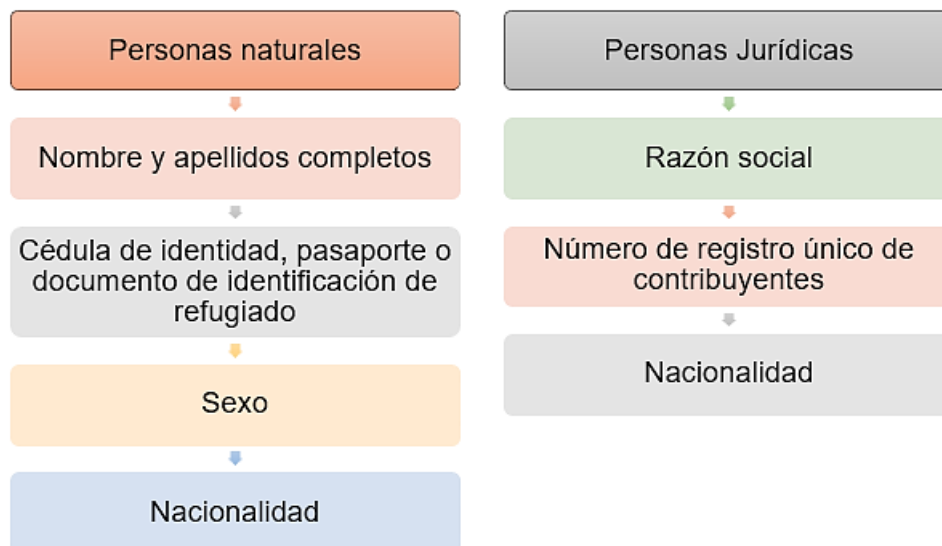 Personas naturales
Nombre y apellidos completos
Cédula de identidad, pasaporte o
documento de identificación de
refugiado
Sexo
Nacionalidad
Personas Jurídicas
Razón social
Número de registro único de
contribuyentes
Nacionalidad